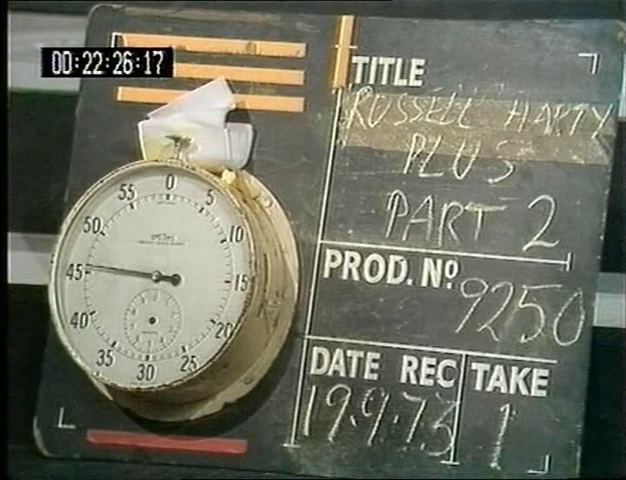 00:22:26:17
TITLE
RUSSELL HARTY
PLUS
PART 2
PROD. Nº
9250
DATE REC
19.9.73
TAKE
1
0
5
10
15
20
25
30
35
40
45
50
55